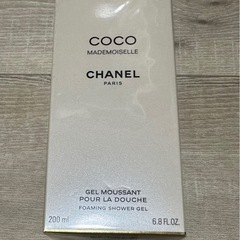 COCO
MADEMOISELLE
CHANEL
PARIS
GEL MOUSSANT
POUR LA DOUCHE
FOAMING SHOWER GEL
200 ml 6.8 FL.OZ.